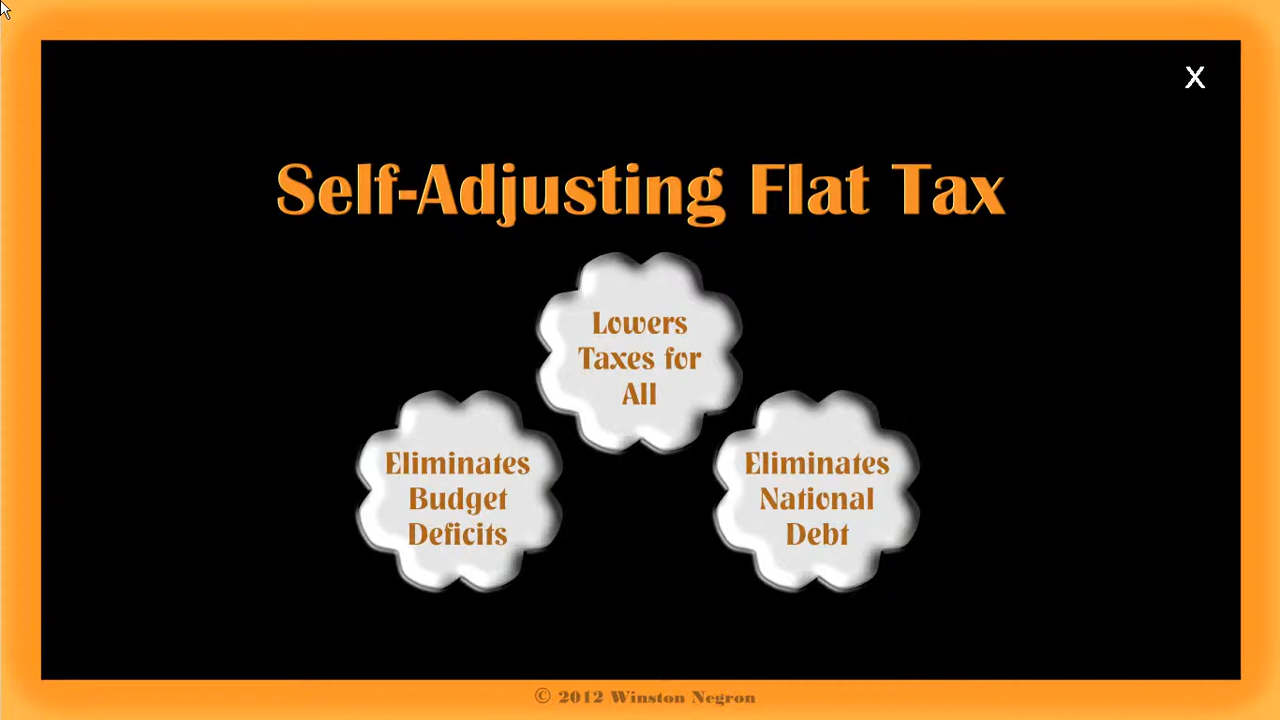 X
Self-Adjusting Flat Tax
Lowers
Taxes for
All
Eliminates
Budget
Deficits
Eliminates
National
Debt
© 2012 Winston Negron